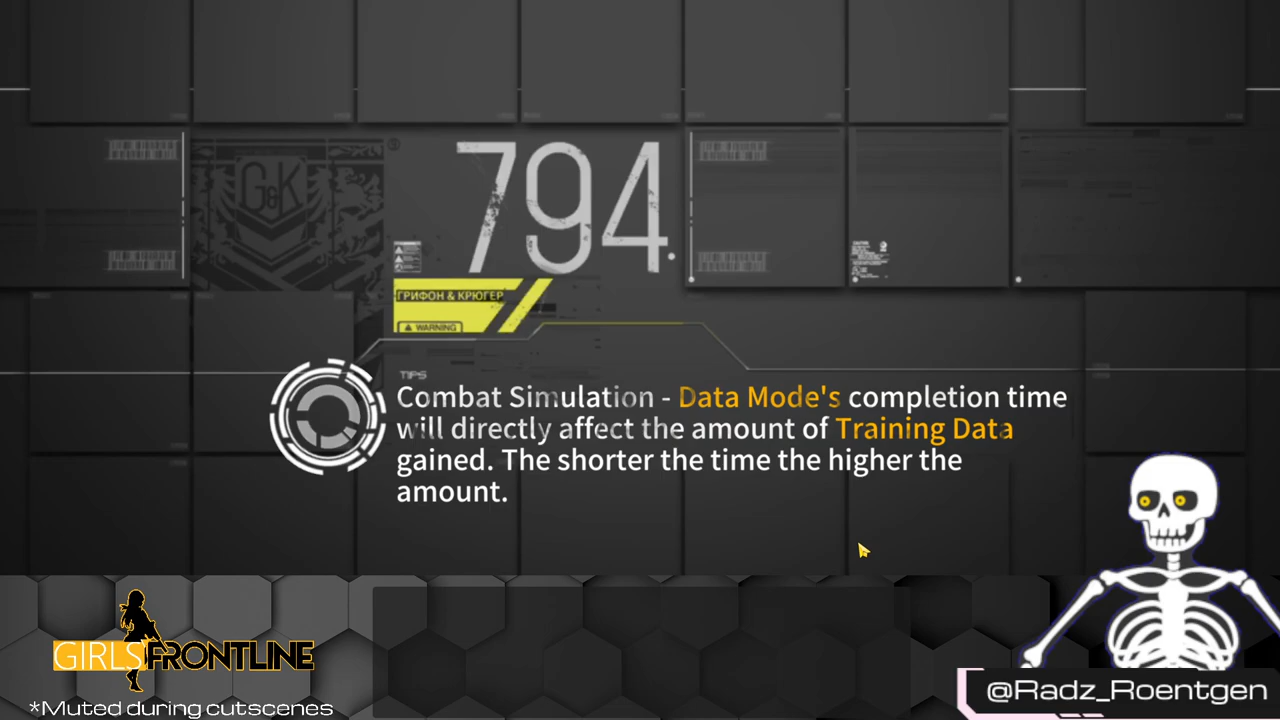 G&K
794.
ГРИФОН & КРЮГЕР
WARNING
TIPS
Combat Simulation - Data Mode's completion time
will directly affect the amount of Training Data
gained. The shorter the time the higher the
amount.
GIRLSFRONTLINE
*Muted during cutscenes
@Radz_Roentgen